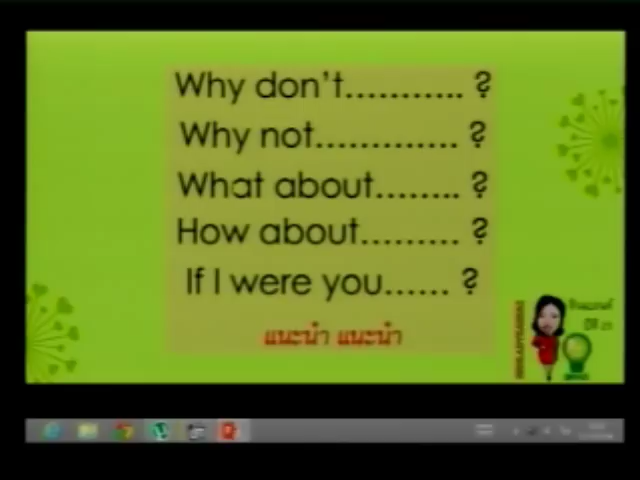 Why don't........... ?
Why not............. ?
What about........ ?
How about......... ?
If I were you...... ?
แนะนำ แนะนำ